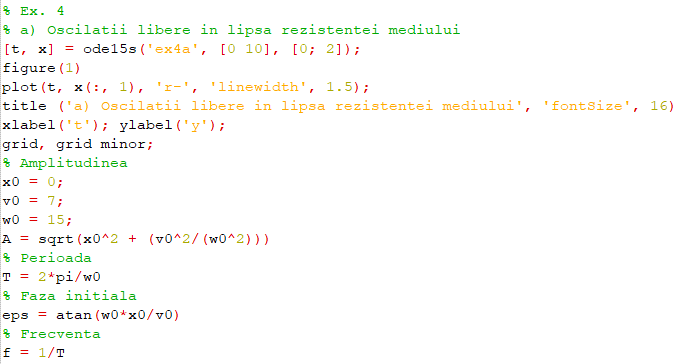 % Ex. 4
% a) Oscilatii libere in lipsa rezistentei mediului
[t, x] = ode15s('ex4a', [0 10], [0; 2]);
figure(1)
plot(t, x(:, 1), 'r-', 'linewidth', 1.5);
title ('a) Oscilatii libere in lipsa rezistentei mediului', 'fontSize', 16)
xlabel('t'); ylabel('y');
grid, grid minor;
% Amplitudinea
x0 = 0;
v0 = 7;
w0 = 15;
A = sqrt(x0^2 + (v0^2/(w0^2)))
% Perioada
T = 2*pi/w0
% Faza initiala
eps = atan(w0*x0/v0)
% Frecventa
f = 1/T